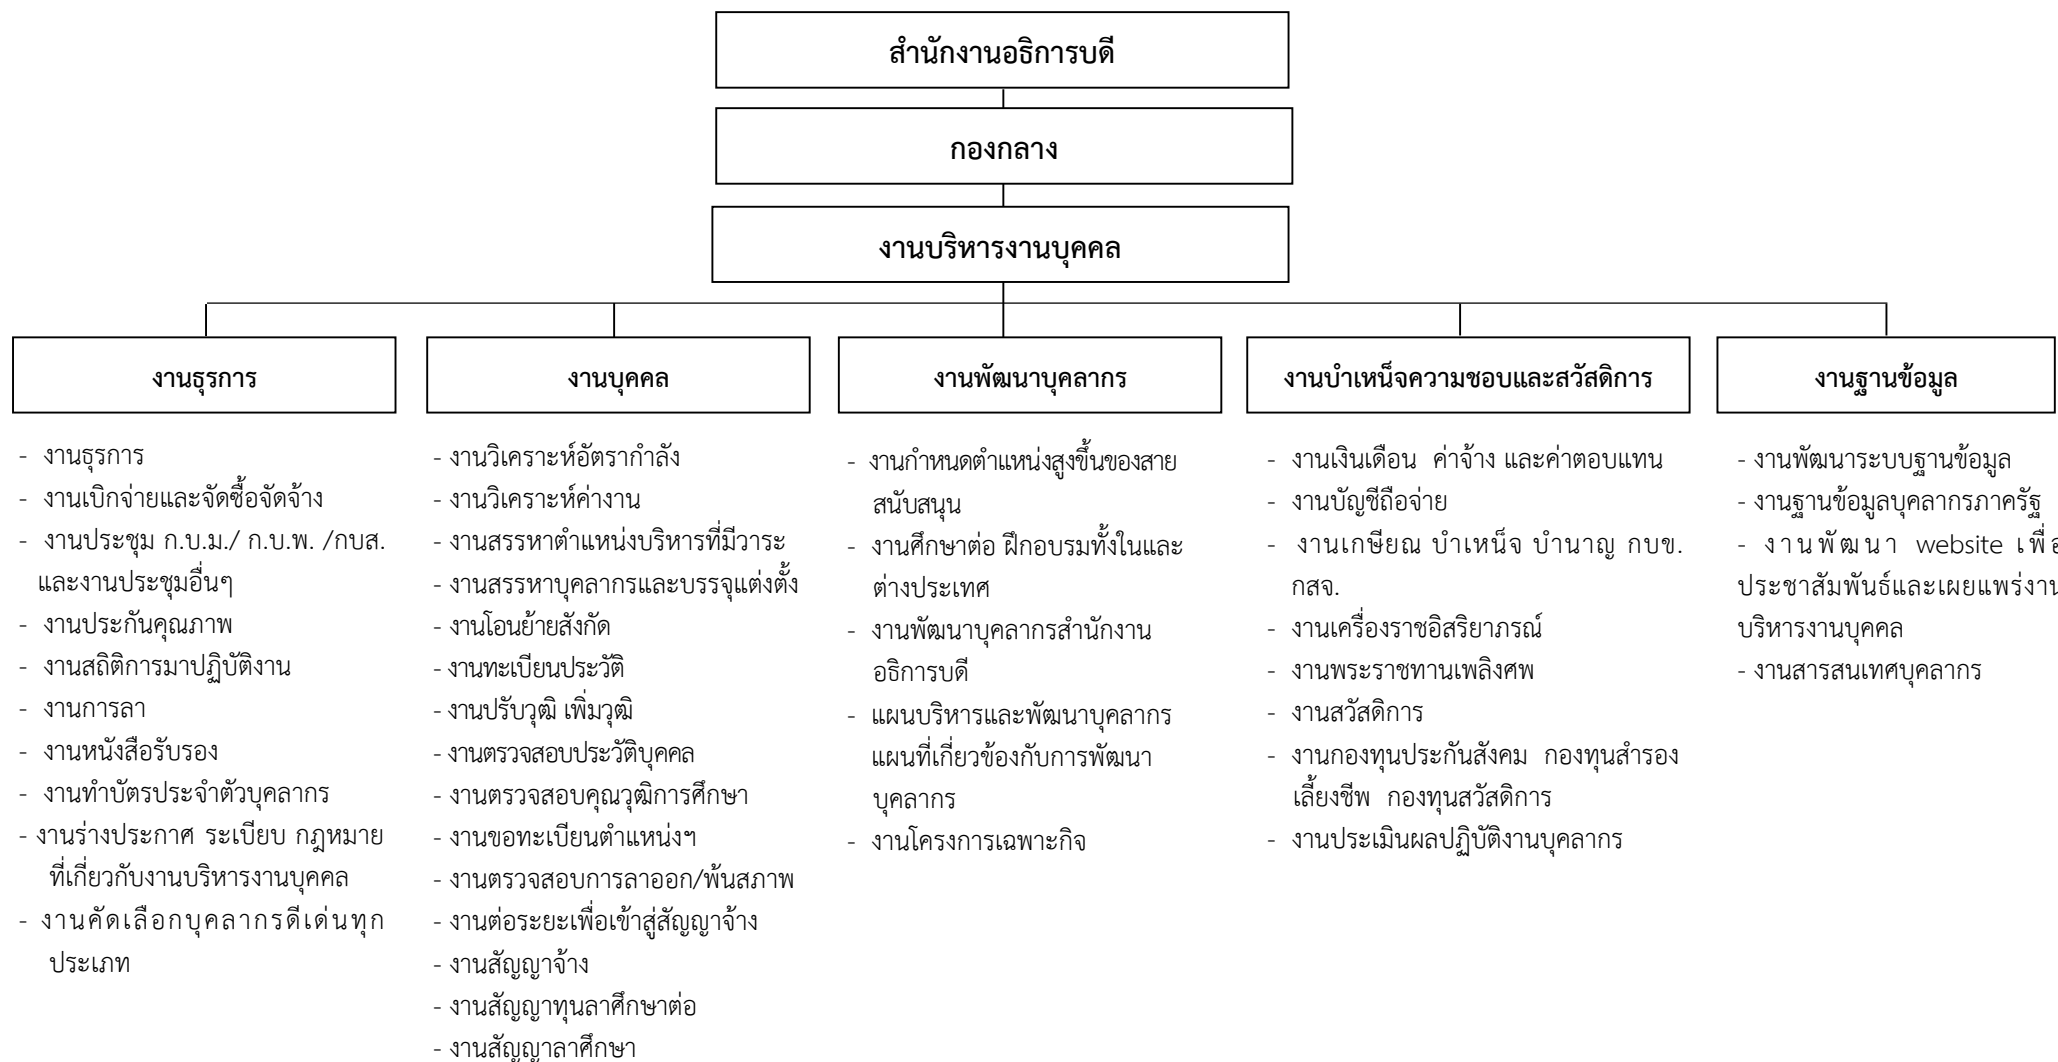 สำนักงานอธิการบดี
กองกลาง
งานบริหารงานบุคคล
งานธุรการ
- งานธุรการ
- งานเบิกจ่ายและจัดซื้อจัดจ้าง
- งานประชุม ก.บ.ม./ ก.บ.พ. /กบส.
และงานประชุมอื่นๆ
- งานประกันคุณภาพ
- งานสถิติการมาปฏิบัติงาน
- งานการลา
- งานหนังสือรับรอง
- งานทำบัตรประจำตัวบุคลากร
- งานร่างประกาศ ระเบียบ กฎหมาย
ที่เกี่ยวกับงานบริหารงานบุคคล
- งานคัดเลือกบุคลากรดีเด่นทุก
ประเภท
งานบุคคล
- งานวิเคราะห์อัตรากำลัง
- งานวิเคราะห์ค่างาน
- งานสรรหาตำแหน่งบริหารที่มีวาระ
- งานสรรหาบุคลากรและบรรจุแต่งตั้ง
- งานโอนย้ายสังกัด
- งานทะเบียนประวัติ
- งานปรับวุฒิ เพิ่มวุฒิ
- งานตรวจสอบประวัติบุคคล
- งานตรวจสอบคุณวุฒิการศึกษา
- งานขอทะเบียนตำแหน่งฯ
- งานตรวจสอบการลาออก/พ้นสภาพ
- งานต่อระยะเพื่อเข้าสู่สัญญาจ้าง
- งานสัญญาจ้าง
- งานสัญญาทุนลาศึกษาต่อ
- งานสัญญาลาศึกษา
งานพัฒนาบุคลากร
- งานกำหนดตำแหน่งสูงขึ้นของสาย
สนับสนุน
- งานศึกษาต่อ ฝึกอบรมทั้งในและ
ต่างประเทศ
- งานพัฒนาบุคลากรสำนักงาน
อธิการบดี
- แผนบริหารและพัฒนาบุคลากร
แผนที่เกี่ยวข้องกับการพัฒนา
บุคลากร
- งานโครงการเฉพาะกิจ
งานบำเหน็จความชอบและสวัสดิการ
- งานเงินเดือน ค่าจ้าง และค่าตอบแทน
- งานบัญชีถือจ่าย
- งานเกษียณ บำเหน็จ บำนาญ กบข.
กสจ.
- งานเครื่องราชอิสริยาภรณ์
- งานพระราชทานเพลิงศพ
- งานสวัสดิการ
- งานกองทุนประกันสังคม กองทุนสำรอง
เลี้ยงชีพ กองทุนสวัสดิการ
- งานประเมินผลปฏิบัติงานบุคลากร
งานฐานข้อมูล
- งานพัฒนาระบบฐานข้อมูล
- งานฐานข้อมูลบุคลากรภาครัฐ
- งานพัฒนา website เพื่อ
ประชาสัมพันธ์และเผยแพร่งาน
บริหารงานบุคคล
- งานสารสนเทศบุคลากร